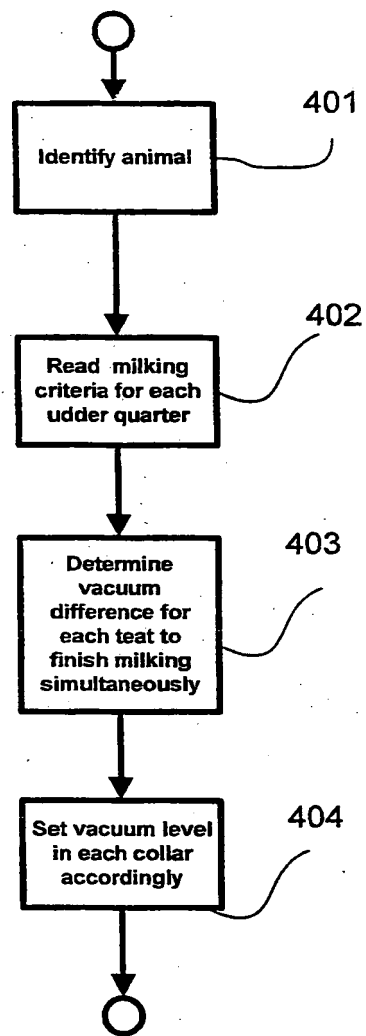 401
Identify animal
402
Read milking
criteria for each
udder quarter
403
Determine
vacuum
difference for
each teat to
finish milking
simultaneously
404
Set vacuum level
in each collar
accordingly